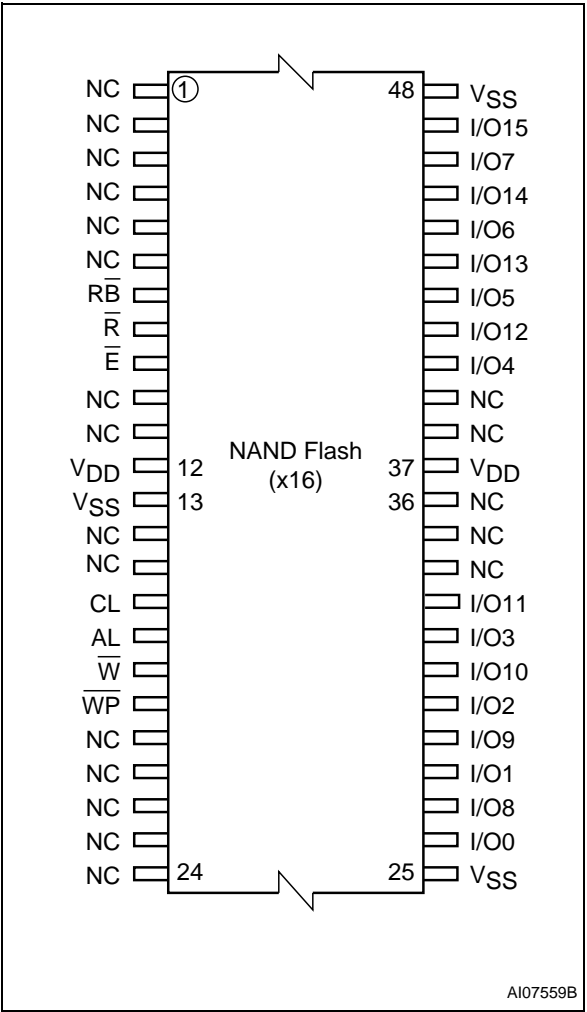 NC 1 48 VSS
NC I/O15
NC I/O7
NC I/O14
NC I/O6
NC I/O13
RB̅ I/O5
R̅ I/O12
E̅ I/O4
NC NC
NC NC
VDD 12 NAND Flash 37 VDD
(x16)
VSS 13 36 NC
NC NC
NC NC
CL I/O11
AL I/O3
W̅ I/O10
W̅P̅ I/O2
NC I/O9
NC I/O1
NC I/O8
NC I/O0
NC 24 25 VSS
AI07559B